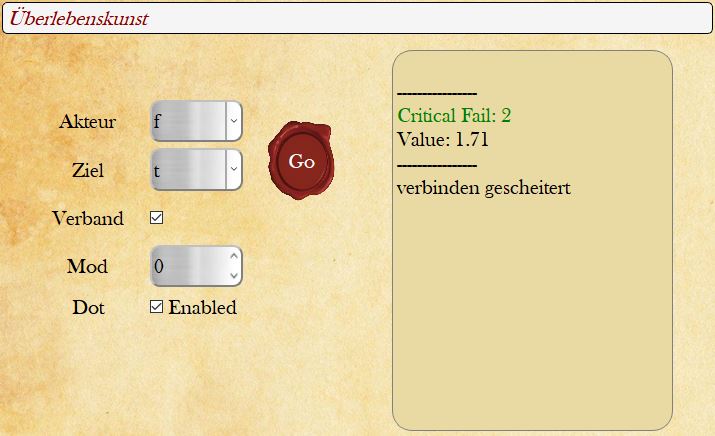 Überlebenskunst
Akteur
f
Ziel
t
Go
Verband
Mod
0
Dot
Enabled
----------------
Critical Fail: 2
Value: 1.71
----------------
verbinden gescheitert